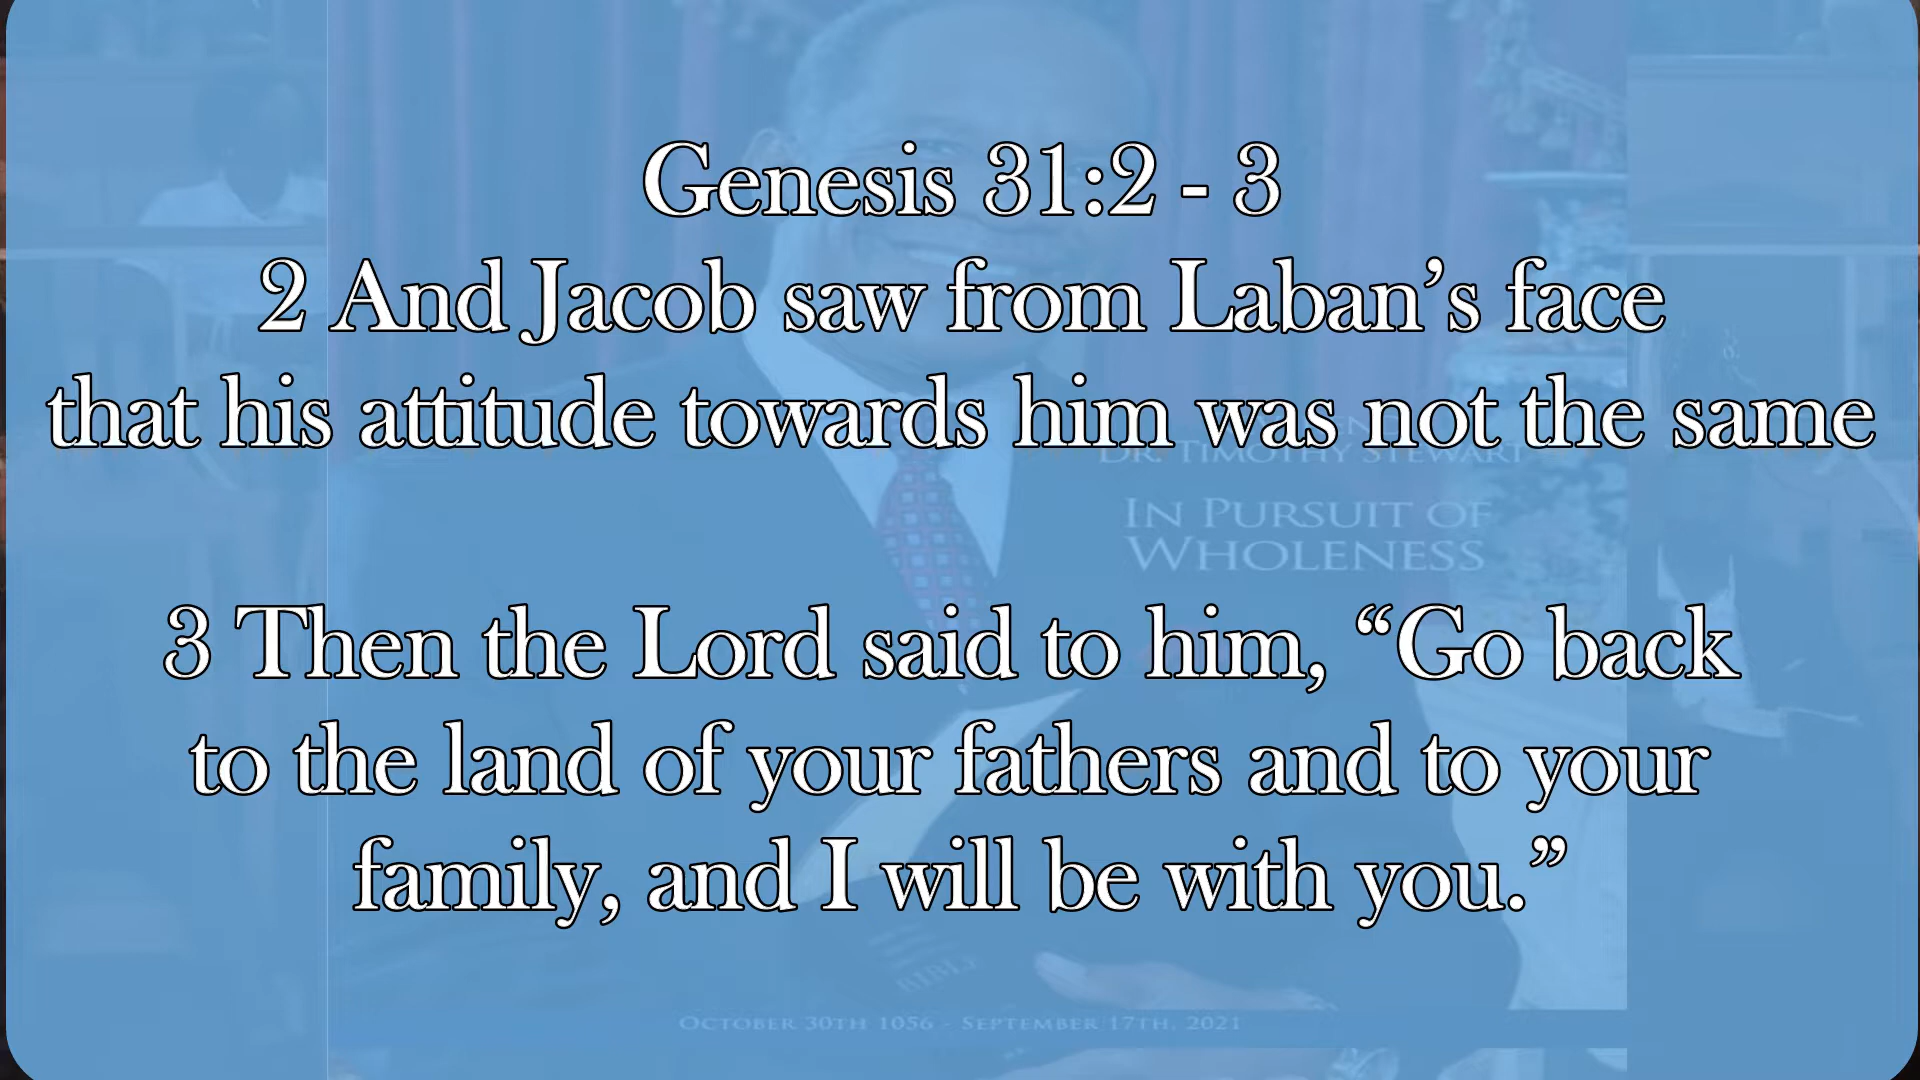 Genesis 31:2 - 3
2 And Jacob saw from Laban’s face
that his attitude towards him was not the same
DR. TIMOTHY STEWART
IN PURSUIT OF
WHOLENESS
3 Then the Lord said to him, “Go back
to the land of your fathers and to your
family, and I will be with you.”
BIBLE
OCTOBER 30TH 1056 - SEPTEMBER 17TH, 2021